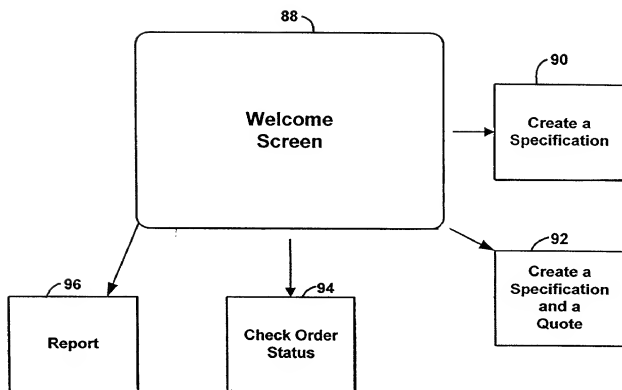 88
Welcome
Screen
90
Create a
Specification
92
Create a
Specification
and a
Quote
94
Check Order
Status
96
Report